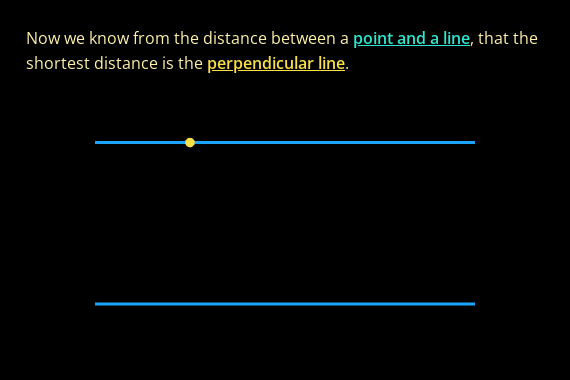 Now we know from the distance between a point and a line, that the
shortest distance is the perpendicular line.